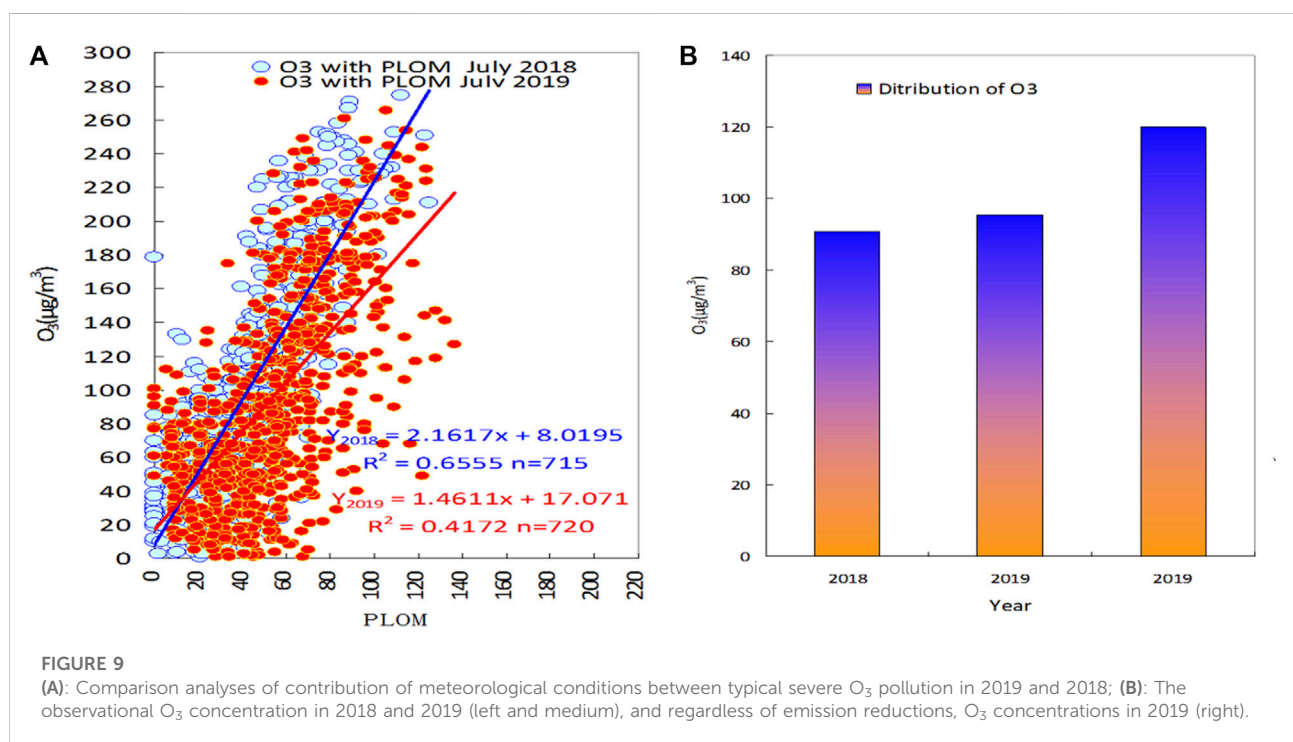 A
300
280
260
240
220
200
180
160
140
120
100
80
60
40
20
0
O₃(μg/m³)
O3 with PLOM July 2018
O3 with PLOM Julv 2019
Y₂₀₁₈ = 2.1617x + 8.0195
R² = 0.6555 n=715
Y₂₀₁₉ = 1.4611x + 17.071
R² = 0.4172 n=720
0 20 40 60 80 100 120 140 160 180 200 220
PLOM
B
140
120
100
80
60
40
20
0
O₃(μg/m³)
Ditribution of O3
2018 2019 2019
Year
FIGURE 9
(A): Comparison analyses of contribution of meteorological conditions between typical severe O₃ pollution in 2019 and 2018; (B): The
observational O₃ concentration in 2018 and 2019 (left and medium), and regardless of emission reductions, O₃ concentrations in 2019 (right).